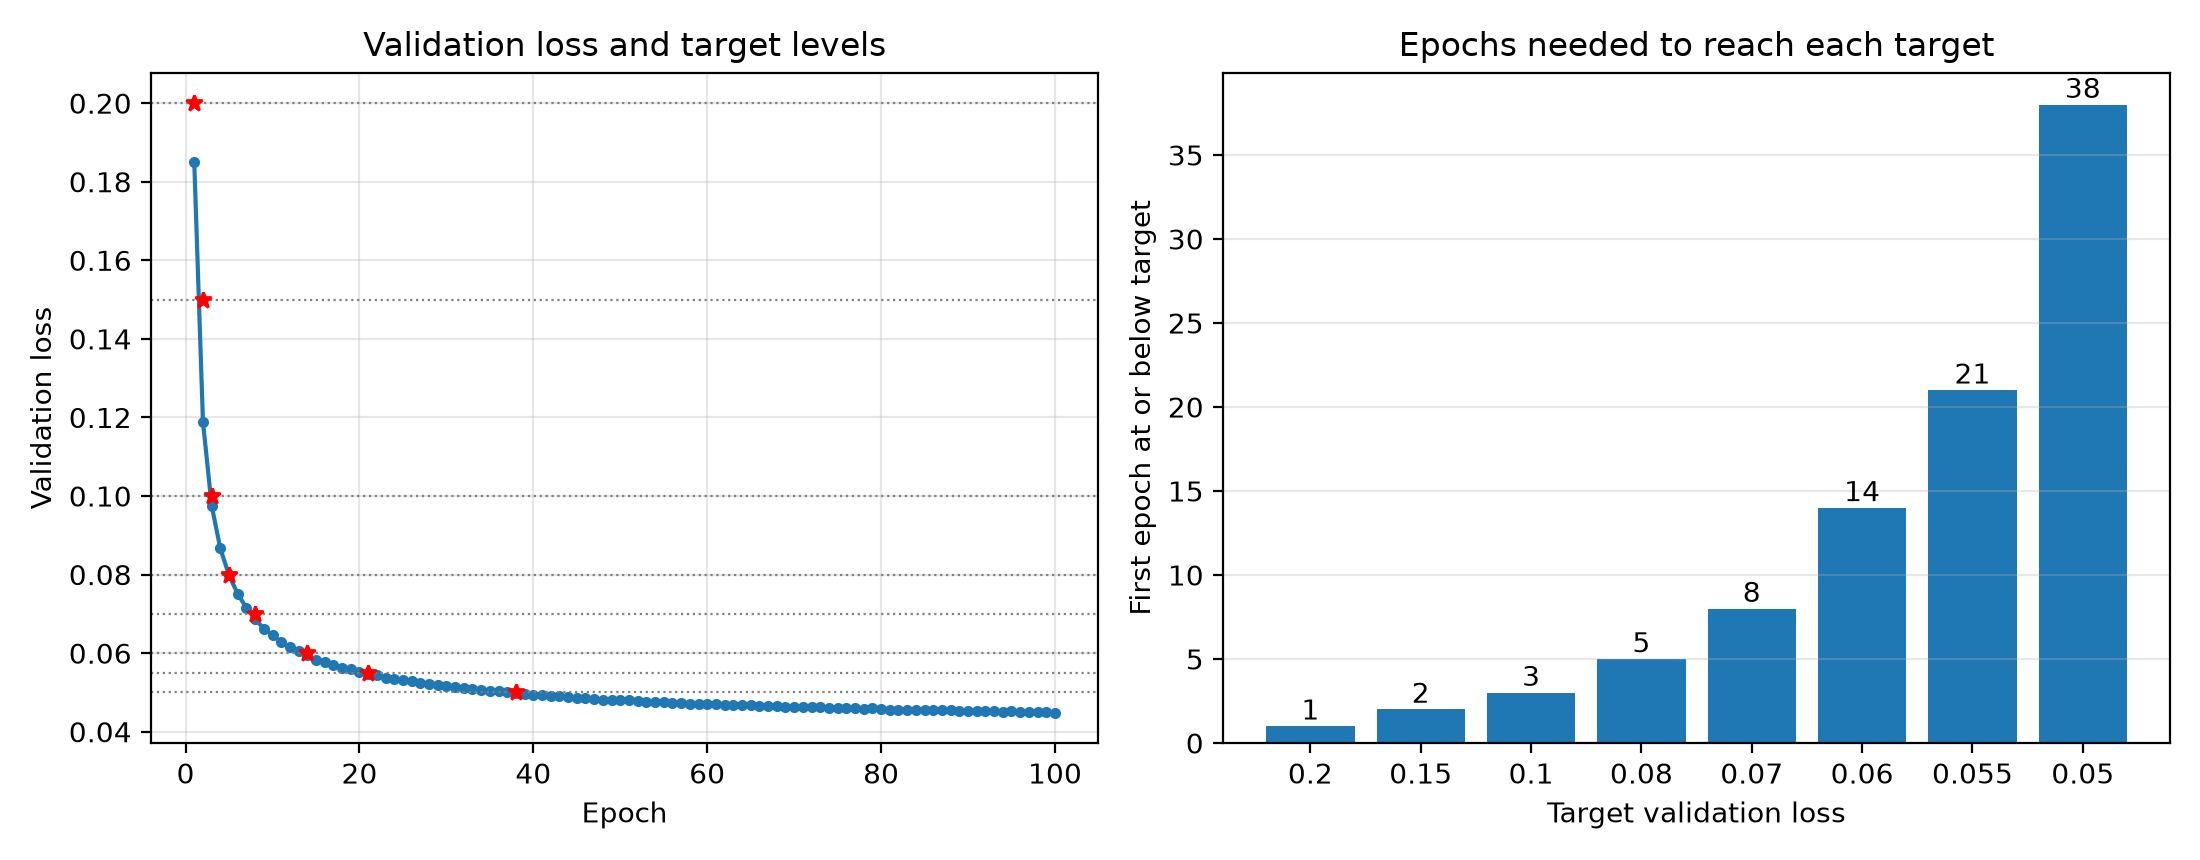 Validation loss and target levels
Validation loss
0.20
0.18
0.16
0.14
0.12
0.10
0.08
0.06
0.04
0 20 40 60 80 100
Epoch
Epochs needed to reach each target
First epoch at or below target
35
30
25
20
15
10
5
0
1 2 3 5 8 14 21 38
0.2 0.15 0.1 0.08 0.07 0.06 0.055 0.05
Target validation loss